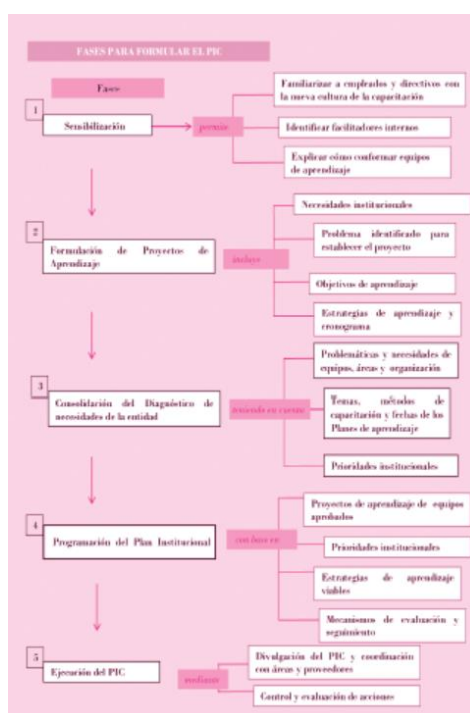 FASES PARA FORMULAR EL PIC
Fases
1
Sensibilización
permite
Familiarizar a empleados y directivos con
la nueva cultura de la capacitación
Identificar facilitadores internos
Explicar cómo conformar equipos
de aprendizaje
2
Formulación de Proyectos de
Aprendizaje
incluye
Necesidades institucionales
Problema identificado para
establecer el proyecto
Objetivos de aprendizaje
Estrategias de aprendizaje y
cronograma
3
Consolidación del Diagnóstico de
necesidades de la entidad
teniendo en cuenta
Problemáticas y necesidades de
equipos, áreas y organización
Temas, métodos de
capacitación y fechas de los
Planes de aprendizaje
Prioridades institucionales
4
Programación del Plan Institucional
con base en
Proyectos de aprendizaje de equipos
aprobados
Prioridades institucionales
Estrategias de aprendizaje
viables
Mecanismos de evaluación y
seguimiento
5
Ejecución del PIC
mediante
Divulgación del PIC y coordinación
con áreas y proveedores
Control y evaluación de acciones